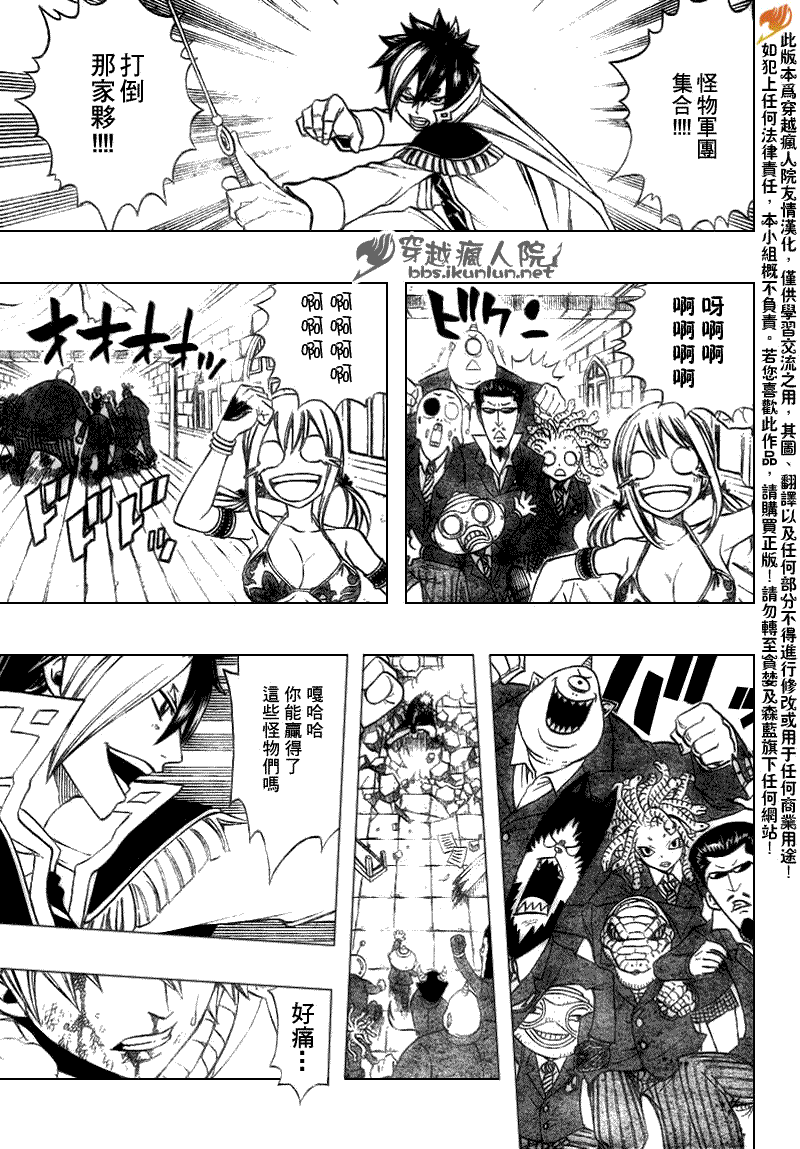 怪物軍團
集合!!!!
打倒
那家夥!!!!
穿越瘋人院
bbs.ikunlun.net
呀啊啊
啊啊啊啊
ビクン
啊啊啊
啊啊啊啊
オオオオオッ
ドドド
嘎哈哈
你能贏得了
這些怪物們嗎
好痛…
此版本爲穿越瘋人院友情漢化，僅供學習交流之用，其圖、翻譯以及任何部分不得進行修改或用于任何商業用途！
如犯上任何法律責任，本小組概不負責。若您喜歡此作品，請購買正版！請勿轉至貪婪及森藍旗下任何網站！